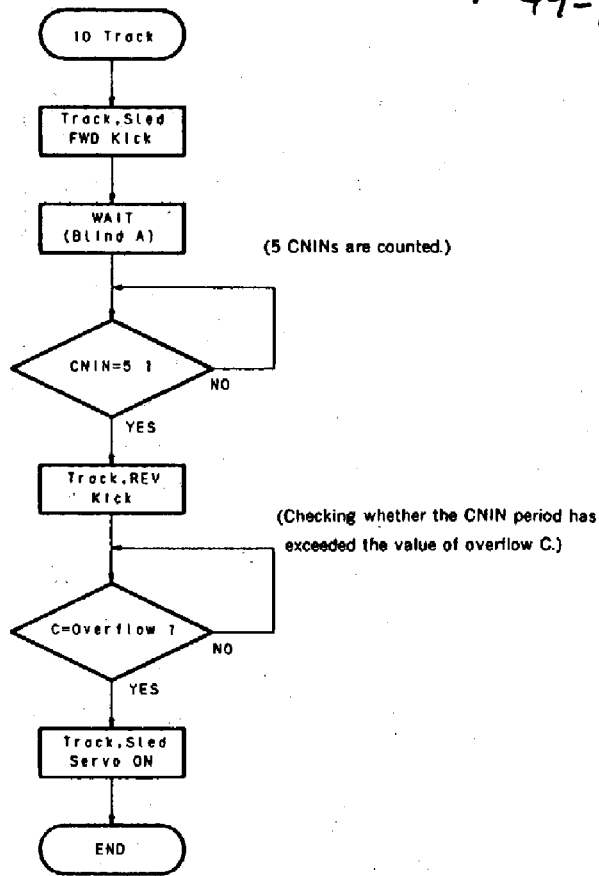 10 Track
Track,Sled
FWD Kick
WAIT
(Blind A)
(5 CNINs are counted.)
CNIN=5 ?
NO
YES
Track,REV
Kick
(Checking whether the CNIN period has
exceeded the value of overflow C.)
C=Overflow ?
NO
YES
Track,Sled
Servo ON
END